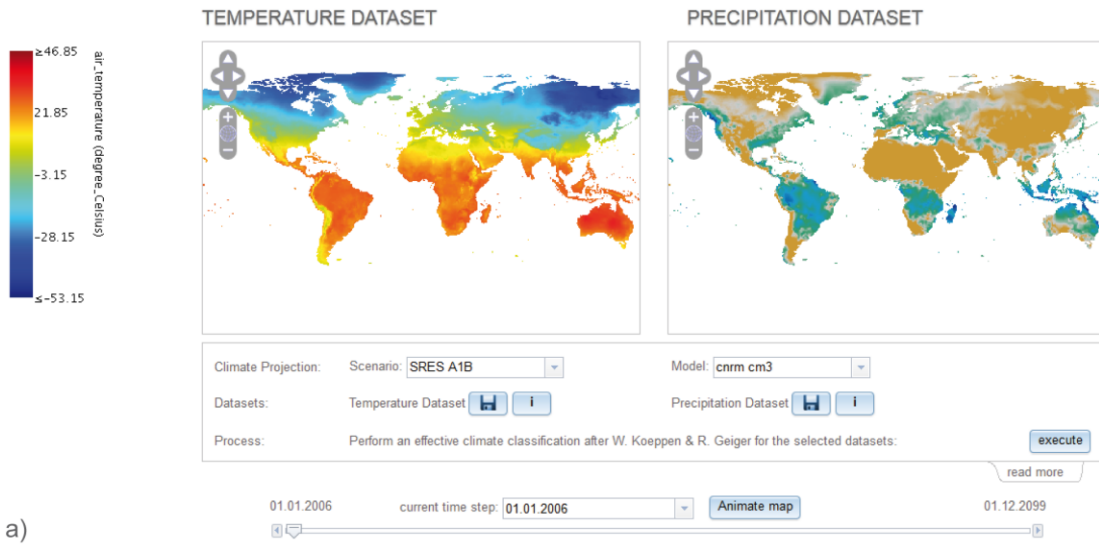 TEMPERATURE DATASET
PRECIPITATION DATASET
≥46.85
21.85
-3.15
-28.15
≤-53.15
air_temperature (degree_Celsius)
Climate Projection: Scenario: SRES A1B Model: cnrm cm3
Datasets: Temperature Dataset i Precipitation Dataset i
Process: Perform an effective climate classification after W. Koeppen & R. Geiger for the selected datasets: execute
read more
01.01.2006 current time step: 01.01.2006 Animate map 01.12.2099
a)